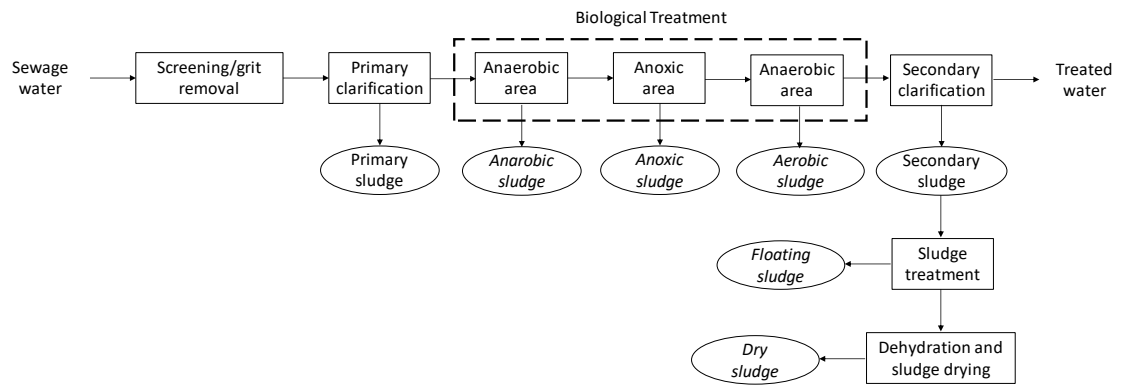 Biological Treatment
Sewage
water
Screening/grit
removal
Primary
clarification
Anaerobic
area
Anoxic
area
Anaerobic
area
Secondary
clarification
Treated
water
Primary
sludge
Anarobic
sludge
Anoxic
sludge
Aerobic
sludge
Secondary
sludge
Floating
sludge
Sludge
treatment
Dry
sludge
Dehydration and
sludge drying